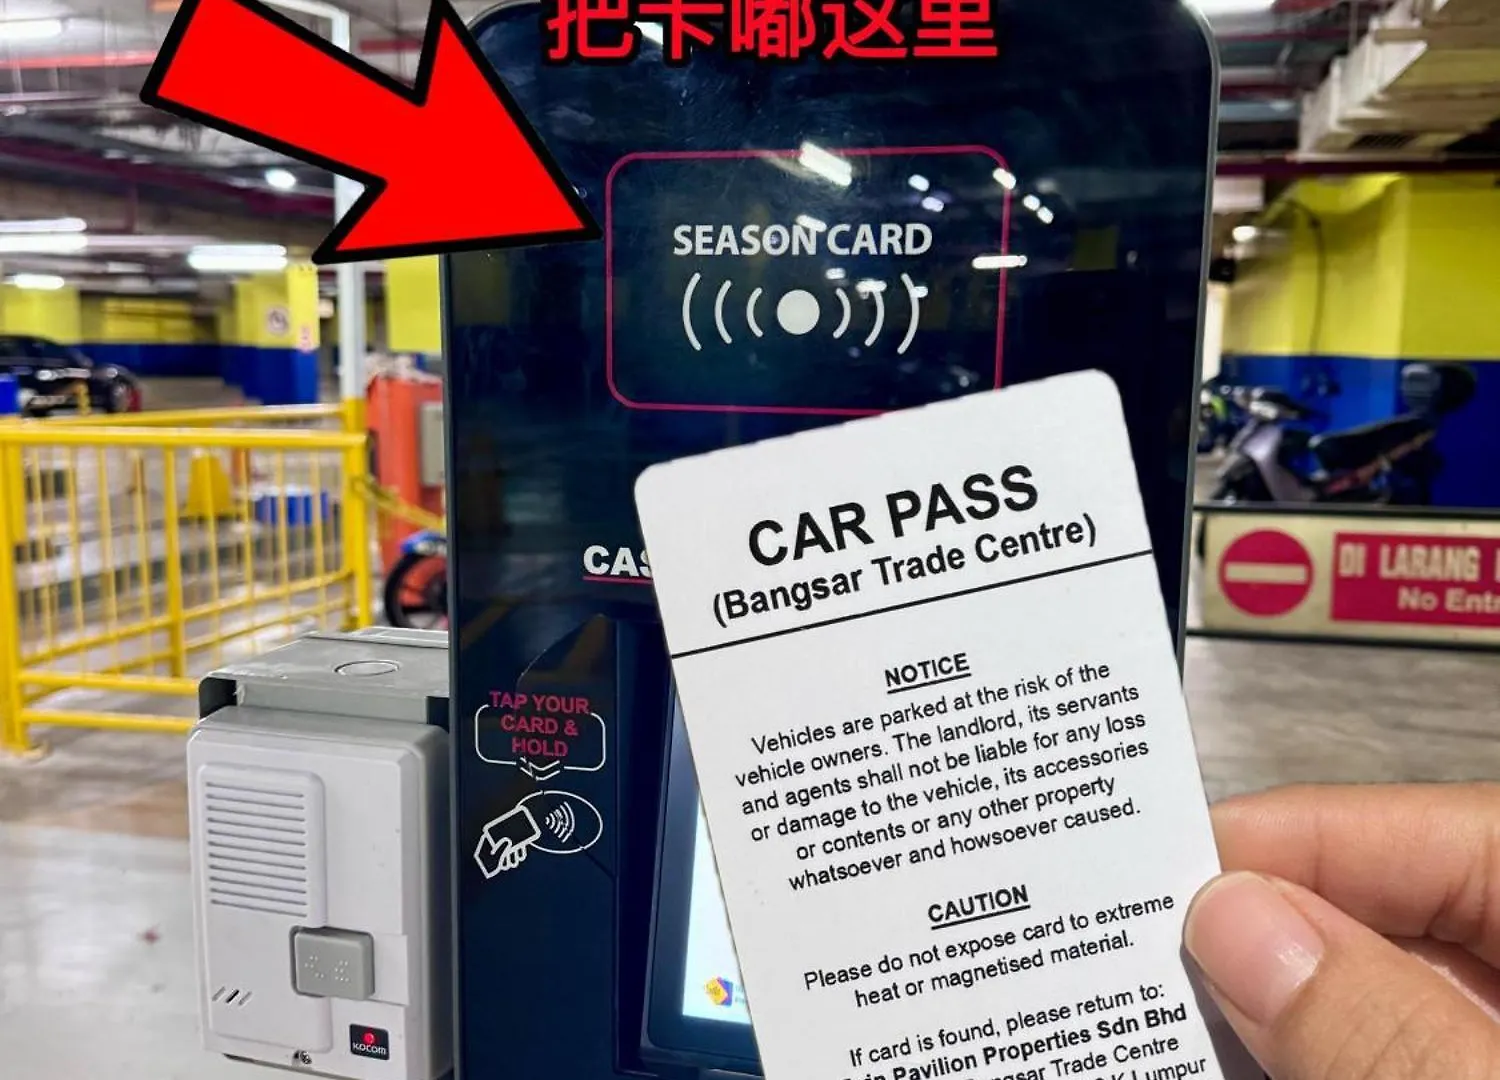 把卡嘟这里
SEASON CARD
TAP YOUR
CARD &
HOLD
KOCOM
CAR PASS
(Bangsar Trade Centre)
NOTICE
Vehicles are parked at the risk of the
vehicle owners. The landlord, its servants
and agents shall not be liable for any loss
or damage to the vehicle, its accessories
or contents or any other property
whatsoever and howsoever caused.
CAUTION
Please do not expose card to extreme
heat or magnetised material.
If card is found, please return to:
Pavilion Properties Sdn Bhd
Trade Centre
Lumpur
DI LARANG
No